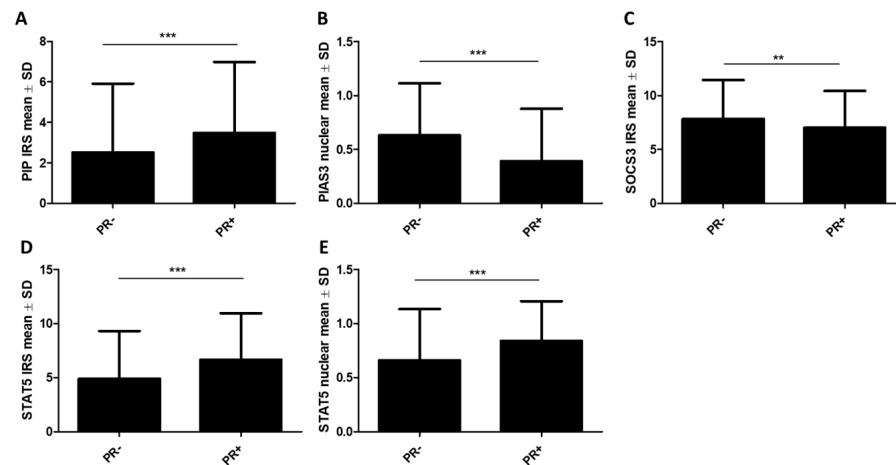 A
PIP IRS mean ± SD
8
6
4
2
0
***
PR-
PR+
B
PIAS3 nuclear mean ± SD
1.5
1.0
0.5
0.0
***
PR-
PR+
C
SOCS3 IRS mean ± SD
15
10
5
0
**
PR-
PR+
D
STAT5 IRS mean ± SD
15
10
5
0
***
PR-
PR+
E
STAT5 nuclear mean ± SD
1.5
1.0
0.5
0.0
***
PR-
PR+